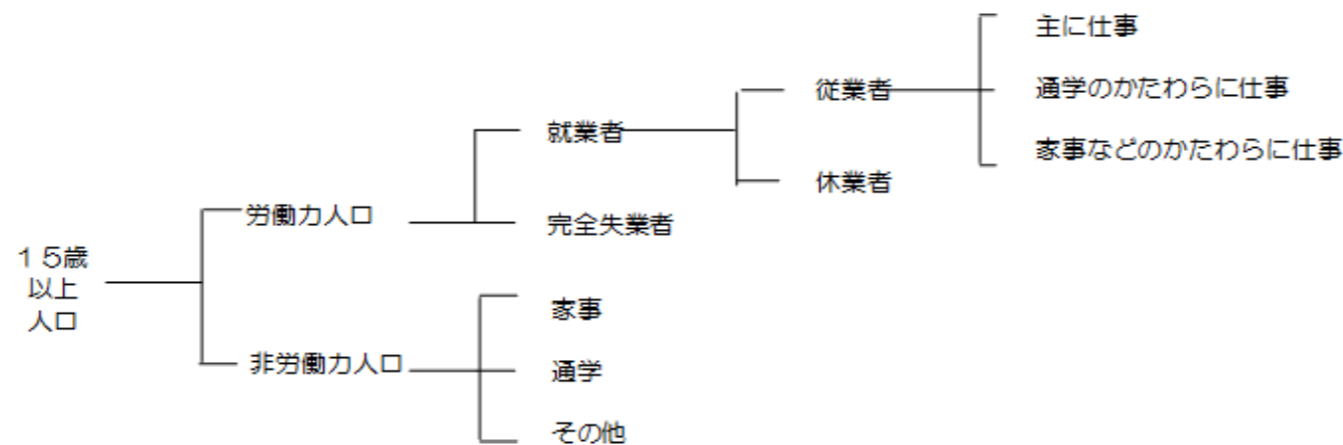 主に仕事
従業者
通学のかたわらに仕事
就業者
家事などのかたわらに仕事
休業者
労働力人口
完全失業者
１５歳
以上
人口
家事
非労働力人口
通学
その他